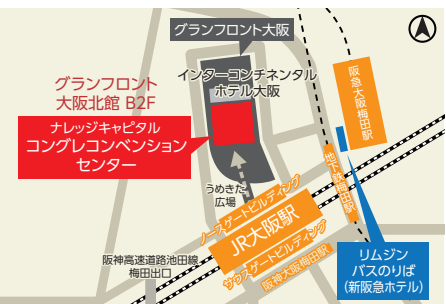 グランフロント大阪
インターコンチネンタル
ホテル大阪
グランフロント
大阪北館 B2F
ナレッジキャピタル
コングレコンベンション
センター
うめきた
広場
阪急大阪梅田駅
地下鉄梅田駅
ノースゲートビルディング
JR大阪駅
サウスゲートビルディング
阪神大阪梅田駅
阪神高速道路池田線
梅田出口
リムジン
バスのりば
(新阪急ホテル)